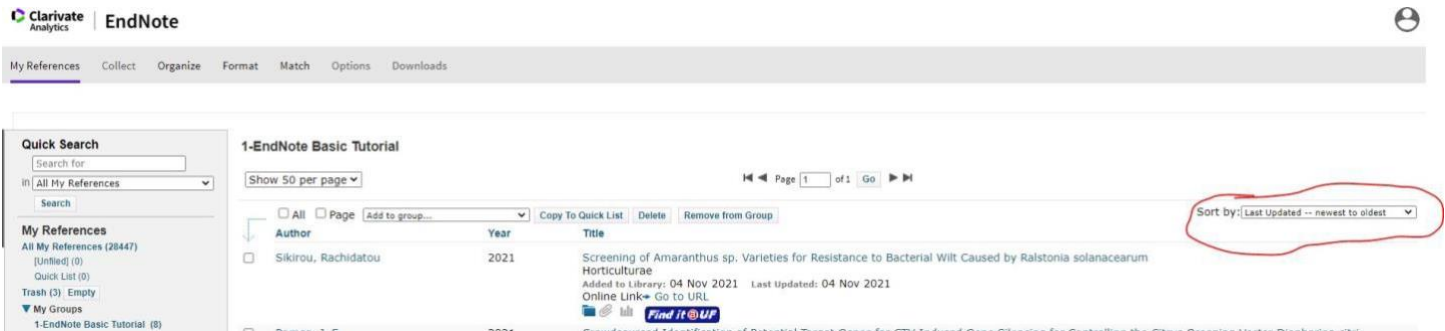 Clarivate Analytics | EndNote
My References Collect Organize Format Match Options Downloads
Quick Search
Search for
in All My References
Search
My References
All My References (28447)
[Unfiled] (0)
Quick List (0)
Trash (3) Empty
▼ My Groups
1-EndNote Basic Tutorial (8)
1-EndNote Basic Tutorial
Show 50 per page
Page 1 of 1 Go
All Page Add to group... Copy To Quick List Delete Remove from Group
Sort by: Last Updated -- newest to oldest
Author Year Title
Sikirou, Rachidatou 2021 Screening of Amaranthus sp. Varieties for Resistance to Bacterial Wilt Caused by Ralstonia solanacearum
Horticulturae
Added to Library: 04 Nov 2021 Last Updated: 04 Nov 2021
Online Link➔ Go to URL
Find it@UP